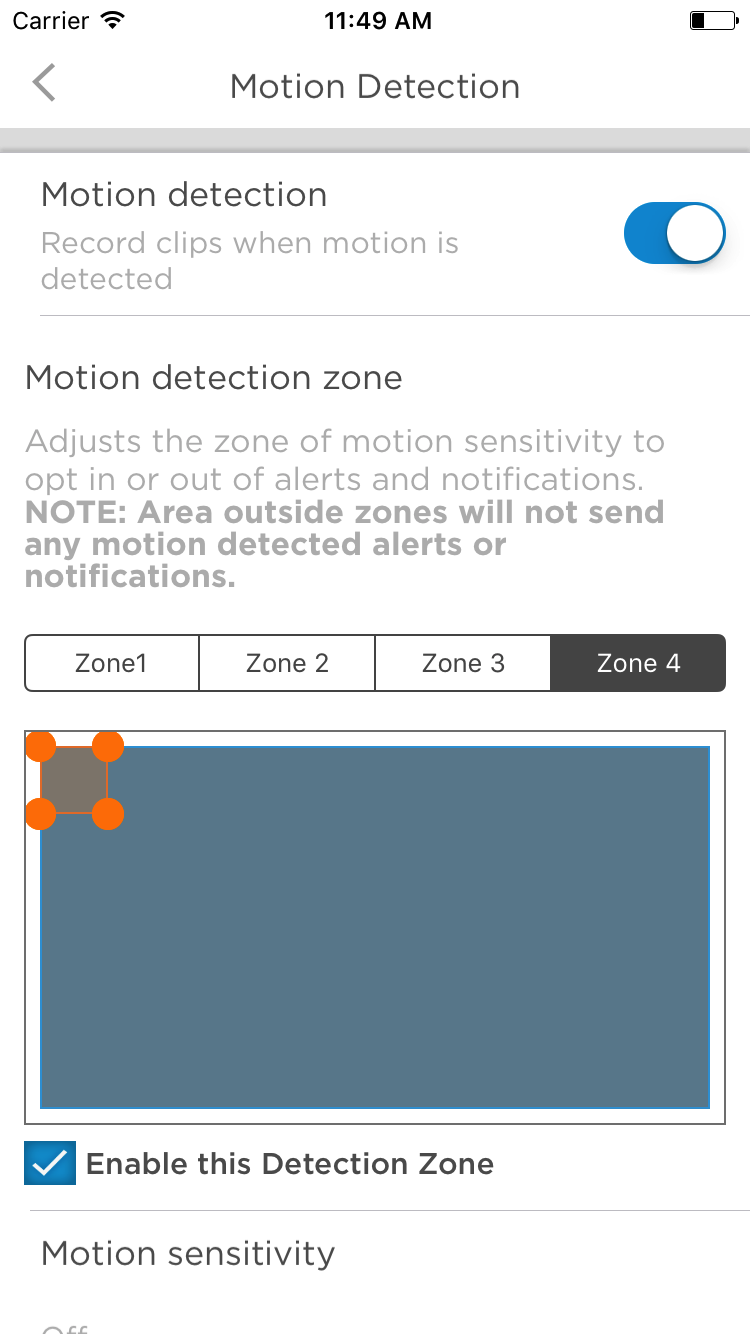 Carrier 11:49 AM
Motion Detection
Motion detection
Record clips when motion is
detected
Motion detection zone
Adjusts the zone of motion sensitivity to
opt in or out of alerts and notifications.
NOTE: Area outside zones will not send
any motion detected alerts or
notifications.
Zone1 Zone 2 Zone 3 Zone 4
Enable this Detection Zone
Motion sensitivity
Off